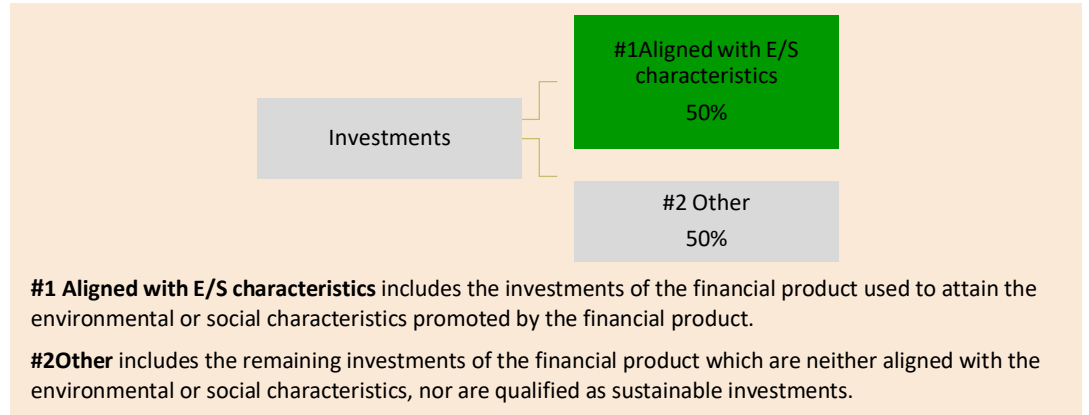 #1Aligned with E/S
characteristics
50%
Investments
#2 Other
50%
#1 Aligned with E/S characteristics includes the investments of the financial product used to attain the
environmental or social characteristics promoted by the financial product.
#2Other includes the remaining investments of the financial product which are neither aligned with the
environmental or social characteristics, nor are qualified as sustainable investments.